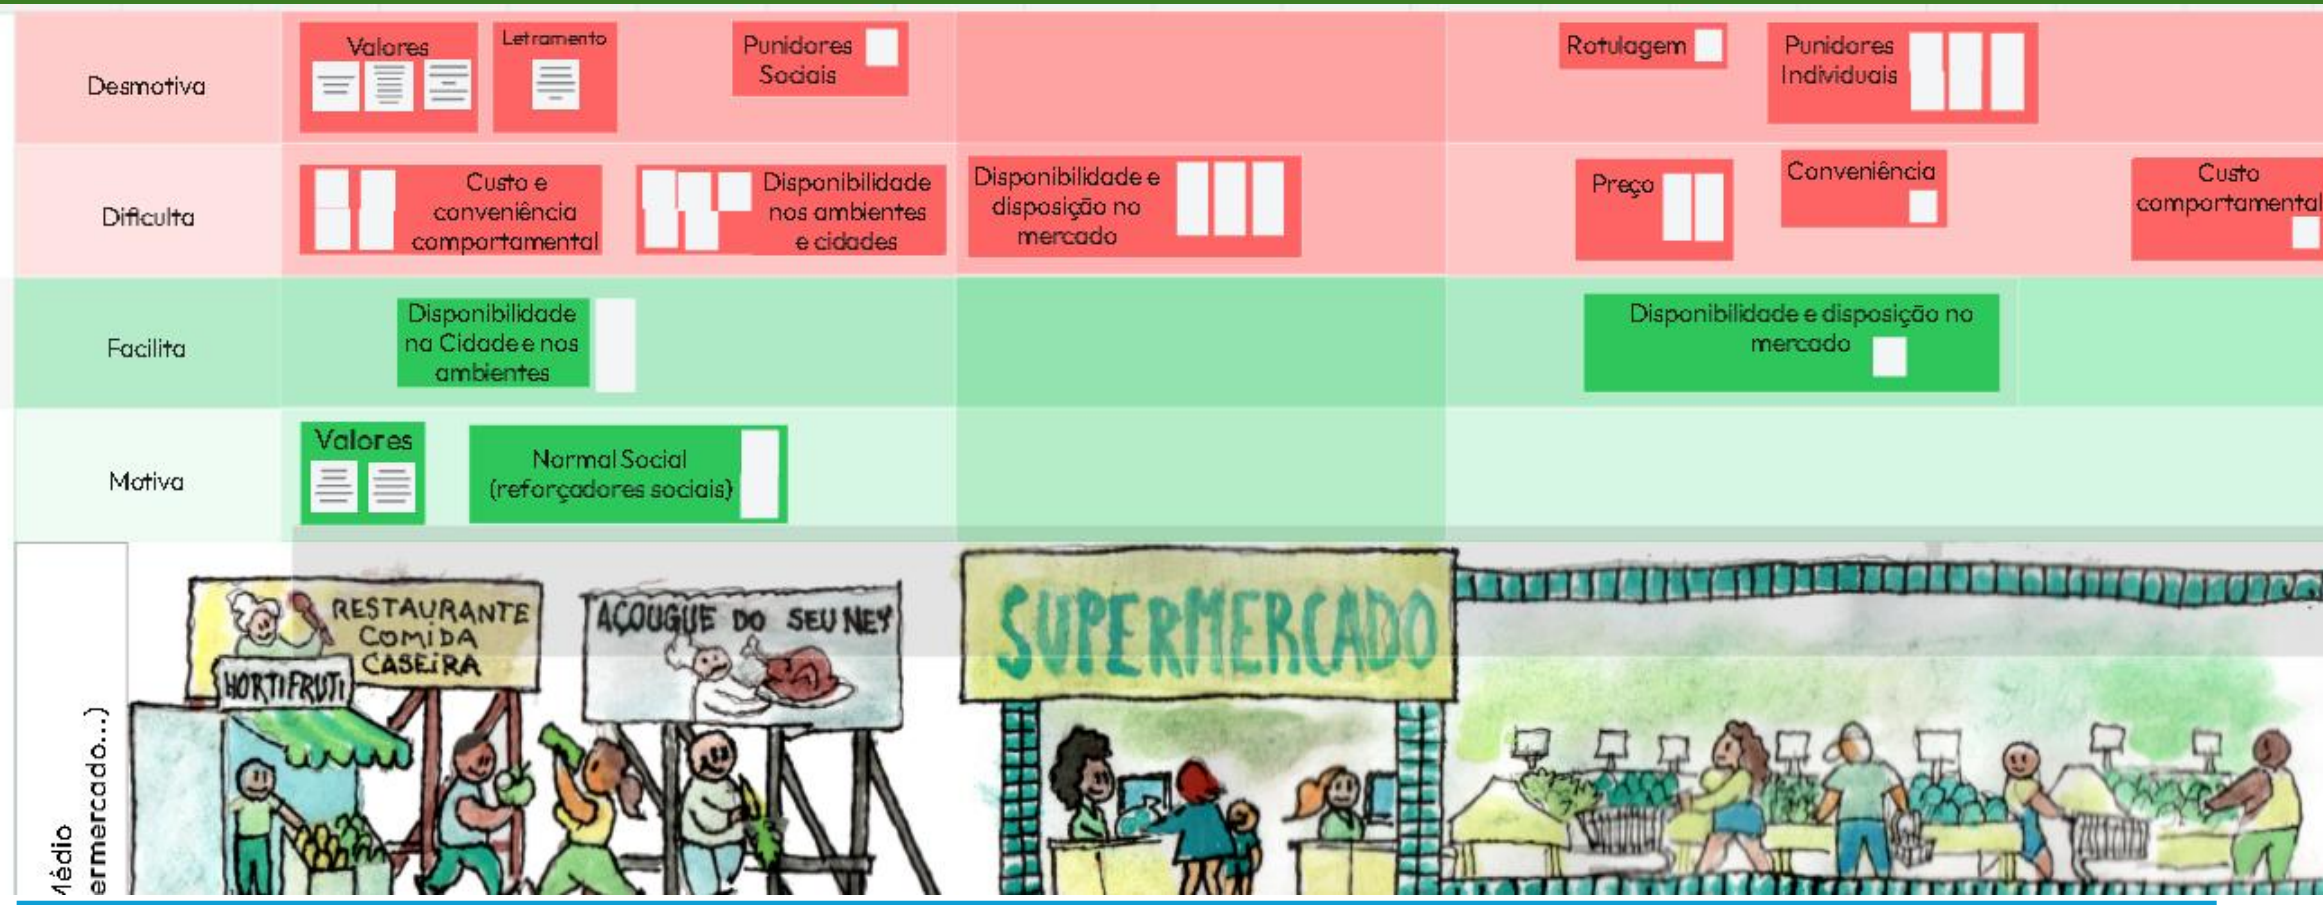 Desmotiva
Valores
Letramento
Punidores
Sociais
Rotulagem
Punidores
Individuais
Dificulta
Custo e
conveniência
comportamental
Disponibilidade
nos ambientes
e cidades
Disponibilidade e
disposição no
mercado
Preço
Conveniência
Custo
comportamental
Facilita
Disponibilidade
na Cidade e nos
ambientes
Disponibilidade e disposição no
mercado
Motiva
Valores
Normal Social
(reforçadores sociais)
RESTAURANTE
COMIDA
CASEIRA
HORTIFRUTI
AÇOUGUE DO SEU NEY
SUPERMERCADO
Médio
ermercado...)